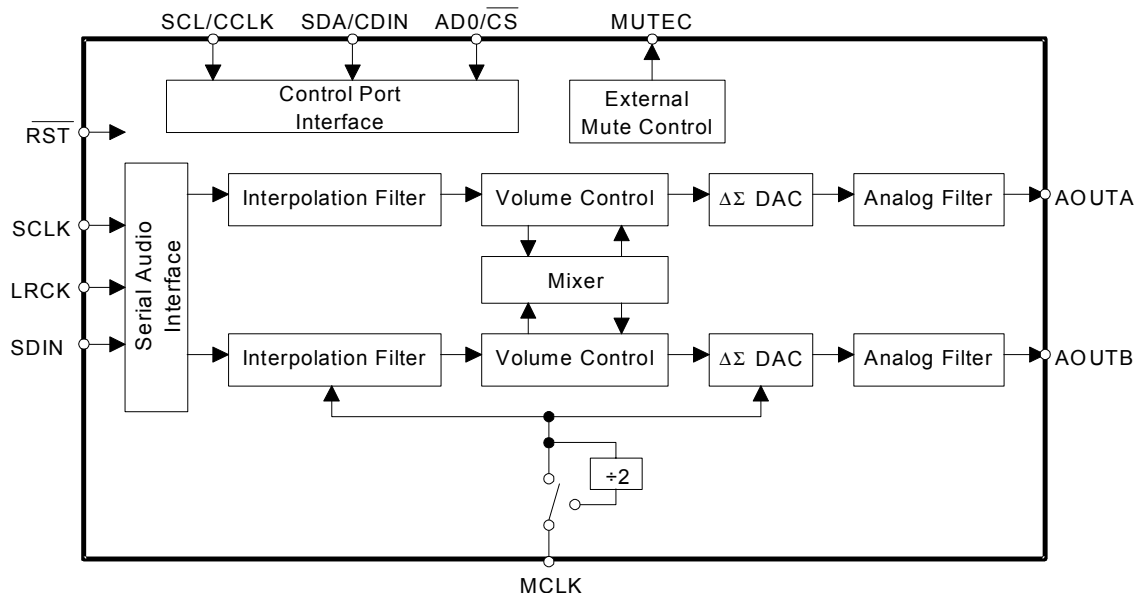 SCL/CCLK SDA/CDIN AD0/CS MUTEC
Control Port
Interface
External
Mute Control
RST
SCLK
LRCK
SDIN
Serial Audio
Interface
Interpolation Filter
Volume Control
ΔΣ DAC
Analog Filter
AOUTA
Mixer
Interpolation Filter
Volume Control
ΔΣ DAC
Analog Filter
AOUTB
÷2
MCLK